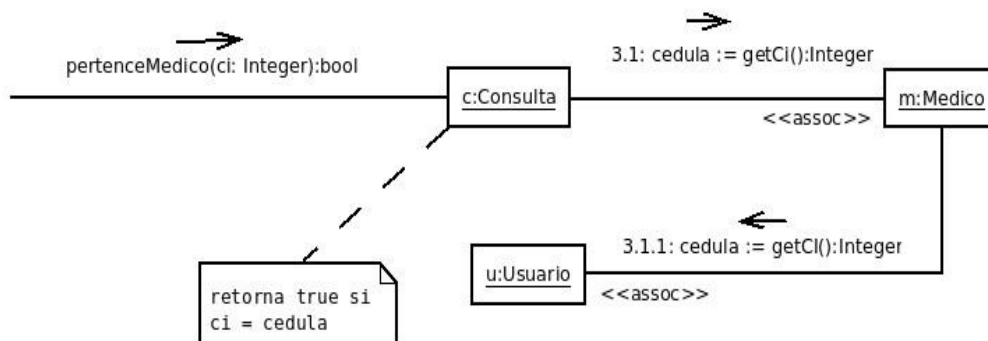 pertenceMedico(ci: Integer):bool
3.1: cedula := getCi():Integer
c:Consulta
m:Medico
<<assoc>>
3.1.1: cedula := getCI():Integer
u:Usuario
<<assoc>>
retorna true si
ci = cedula